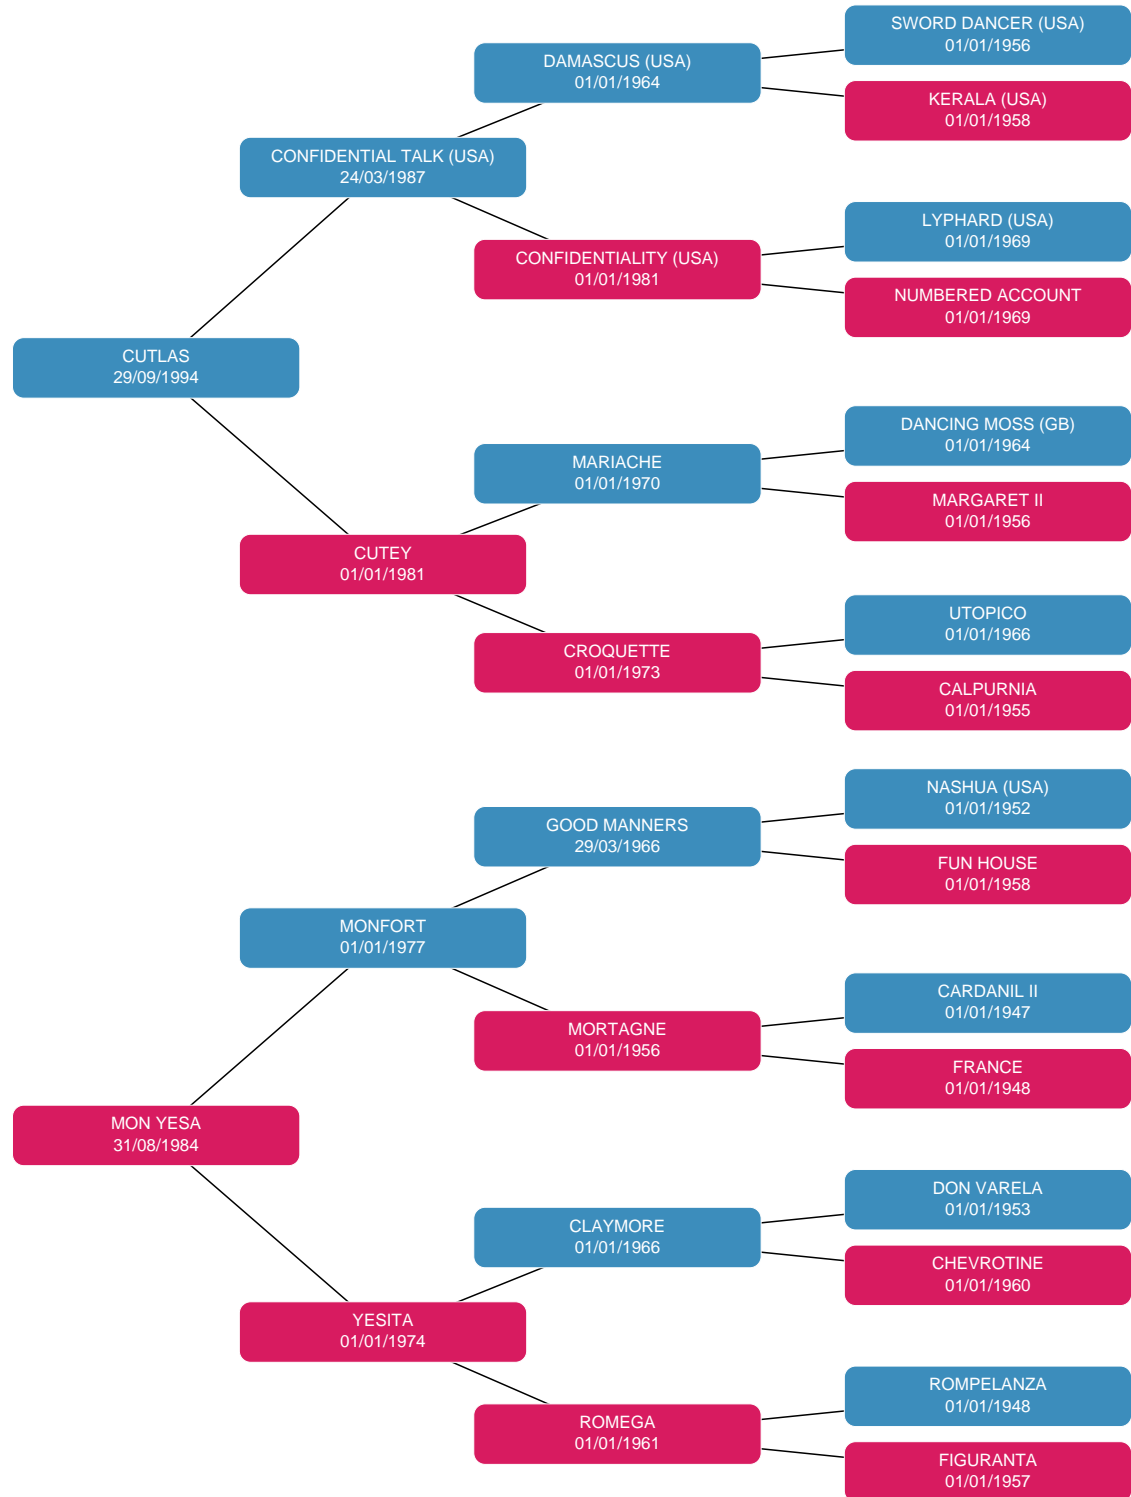 SWORD DANCER (USA)
01/01/1956
DAMASCUS (USA)
01/01/1964
KERALA (USA)
01/01/1958
CONFIDENTIAL TALK (USA)
24/03/1987
LYPHARD (USA)
01/01/1969
CONFIDENTIALITY (USA)
01/01/1981
NUMBERED ACCOUNT
01/01/1969
CUTLAS
29/09/1994
DANCING MOSS (GB)
01/01/1964
MARIACHE
01/01/1970
MARGARET II
01/01/1956
CUTEY
01/01/1981
UTOPICO
01/01/1966
CROQUETTE
01/01/1973
CALPURNIA
01/01/1955
NASHUA (USA)
01/01/1952
GOOD MANNERS
29/03/1966
FUN HOUSE
01/01/1958
MONFORT
01/01/1977
CARDANIL II
01/01/1947
MORTAGNE
01/01/1956
FRANCE
01/01/1948
MON YESA
31/08/1984
DON VARELA
01/01/1953
CLAYMORE
01/01/1966
CHEVROTINE
01/01/1960
YESITA
01/01/1974
ROMPELANZA
01/01/1948
ROMEGA
01/01/1961
FIGURANTA
01/01/1957